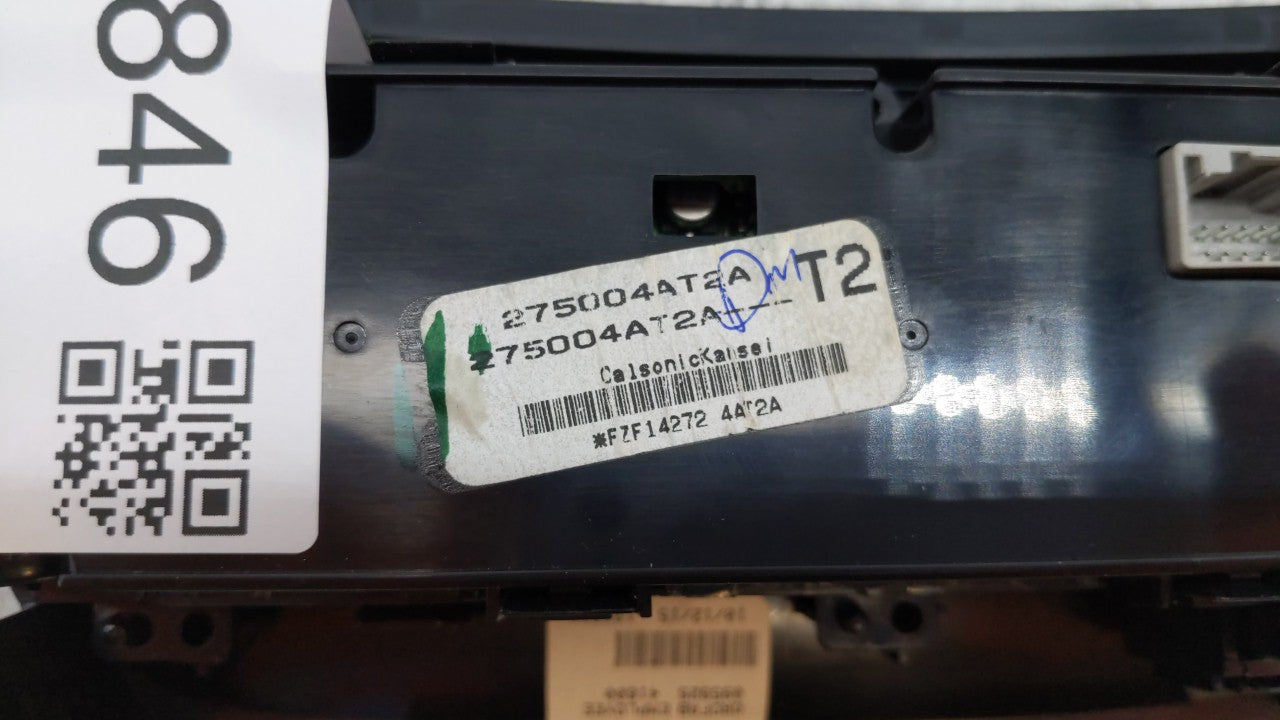 846
275004AT2A
T2
275004AT2A----
CalsonicKansei
*FZF14272 4AT2A